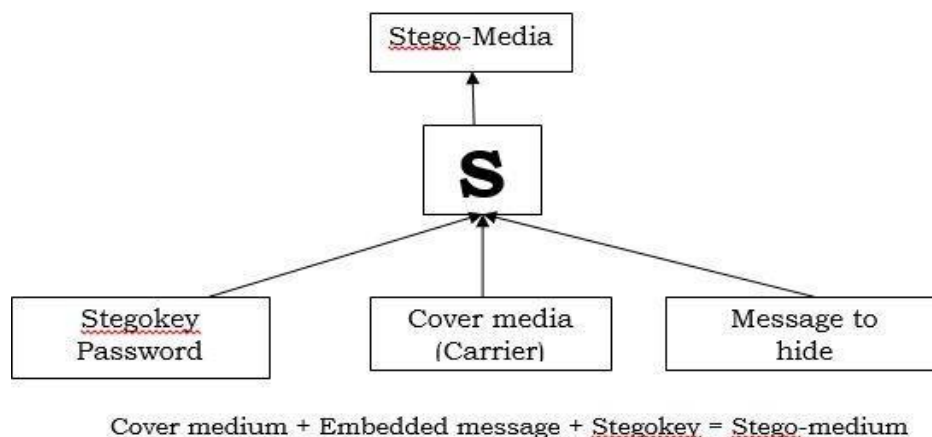 Stego-Media
S
Stegokey
Password
Cover media
(Carrier)
Message to
hide
Cover medium + Embedded message + Stegokey = Stego-medium